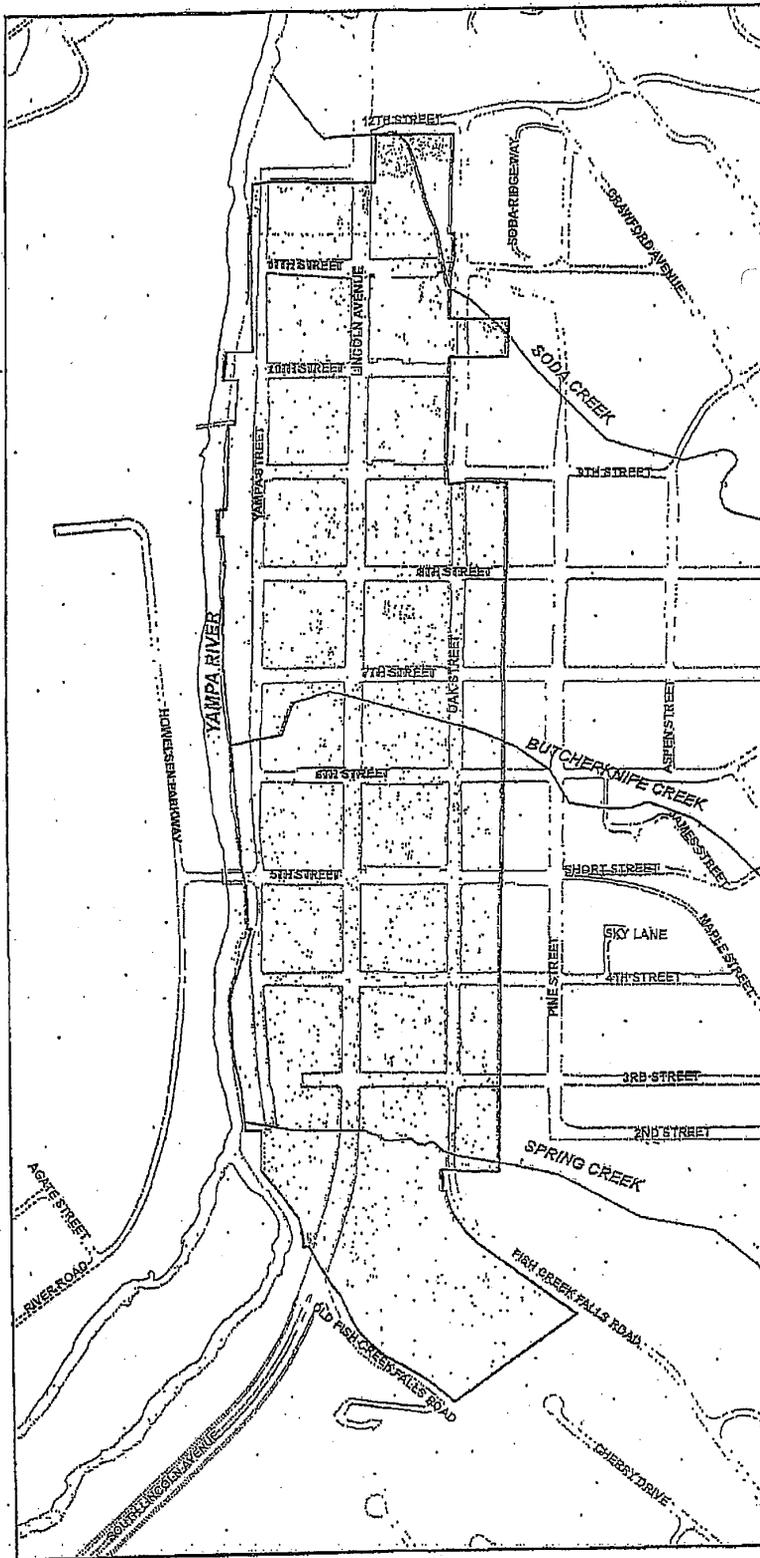 12TH STREET
SODA RIDGE WAY
CRAWFORD AVENUE
11TH STREET
LINCOLN AVENUE
SODA CREEK
10TH STREET
YAMPA STREET
9TH STREET
8TH STREET
YAMPA RIVER
OAK STREET
7TH STREET
ASPEN STREET
HOWELSEN PARKWAY
BUTCHERKNIFE CREEK
6TH STREET
JAMES STREET
5TH STREET
SHORT STREET
SKY LANE
MAPLE STREET
PINE STREET
4TH STREET
3RD STREET
2ND STREET
SPRING CREEK
AGATE STREET
RIVER ROAD
FISH CREEK FALLS ROAD
OLD FISH CREEK FALLS ROAD
SOUTH LINCOLN AVENUE
CHERRY DRIVE